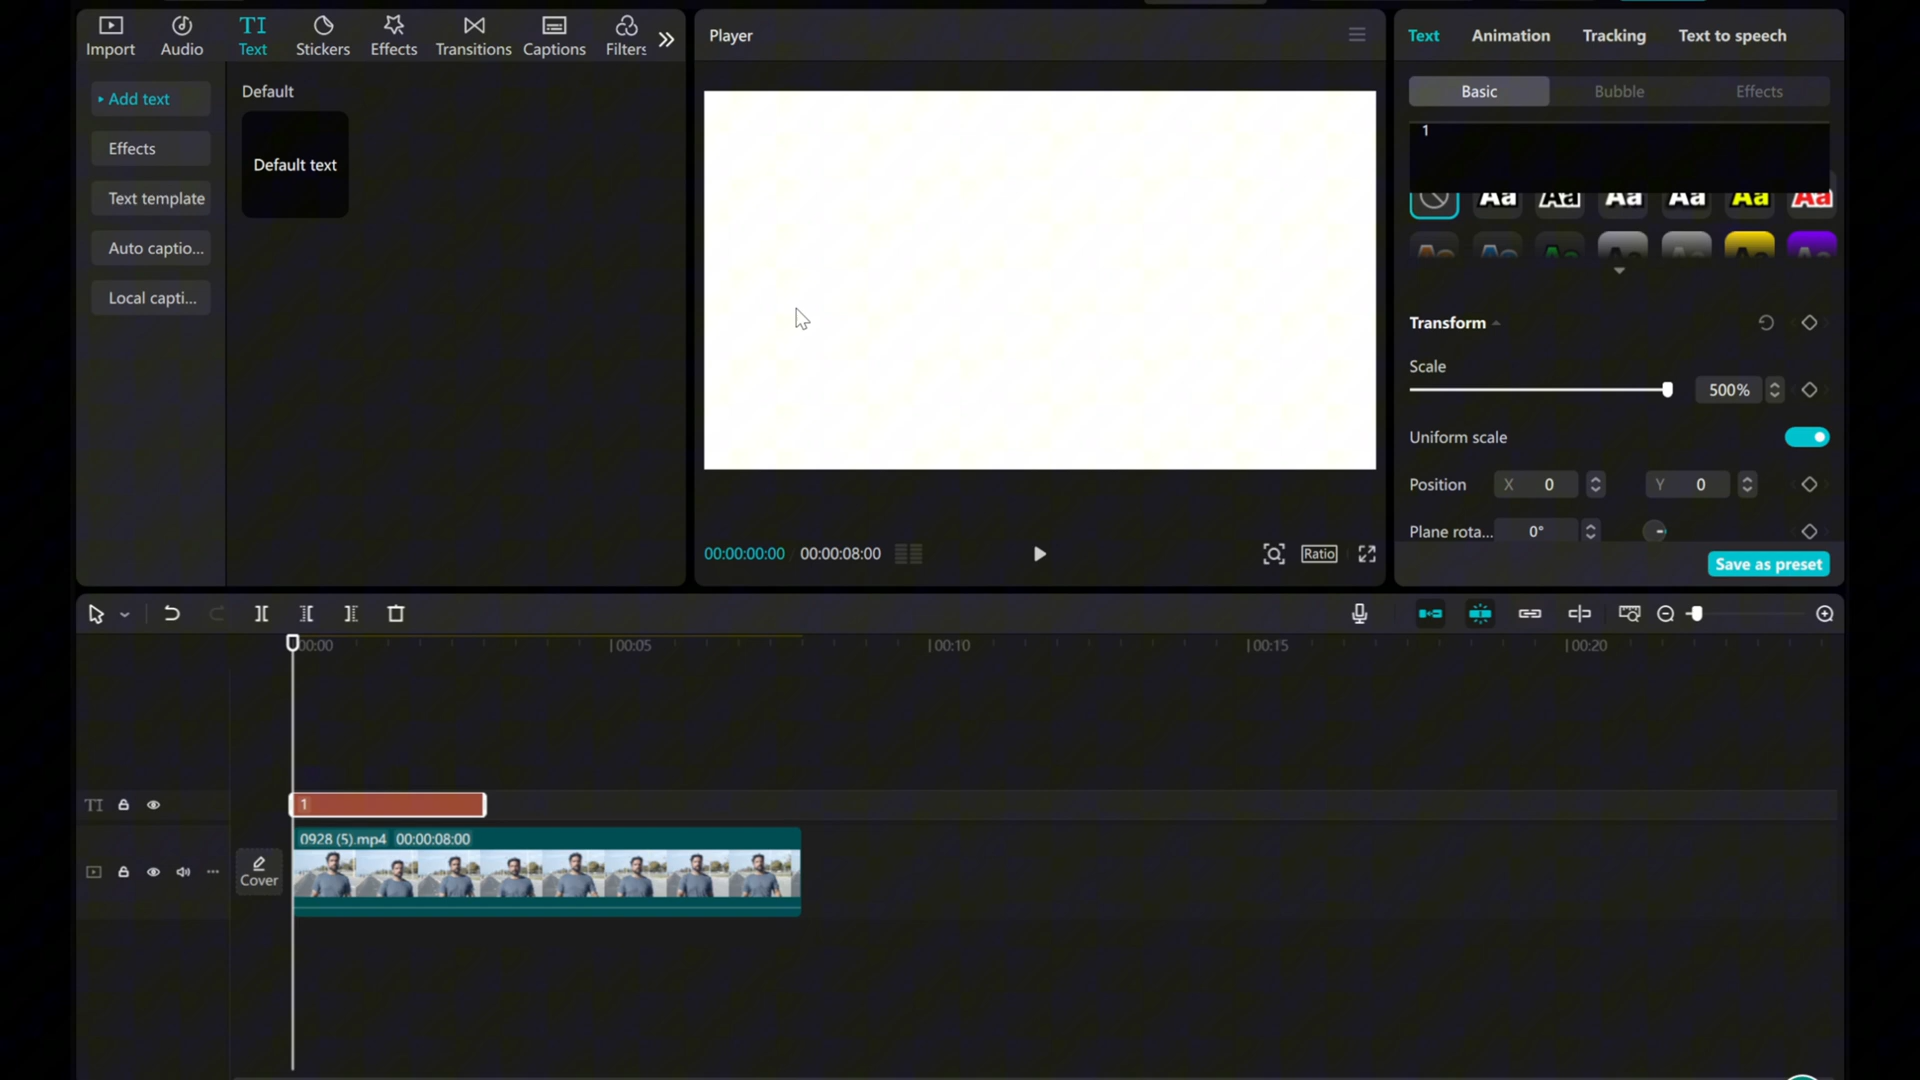 Import Audio Text Stickers Effects Transitions Captions Filters
Add text
Effects
Text template
Auto captio...
Local capti...
Default
Default text
Player
00:00:00:00 00:00:08:00
Ratio
Text Animation Tracking Text to speech
Basic Bubble Effects
1
Aa Aa Aa Aa Aa Aa
Transform
Scale
500%
Uniform scale
Position X 0 Y 0
Plane rota... 0°
Save as preset
00:00 00:05 00:10 00:15 00:20
TI
1
0928 (5).mp4 00:00:08:00
Cover